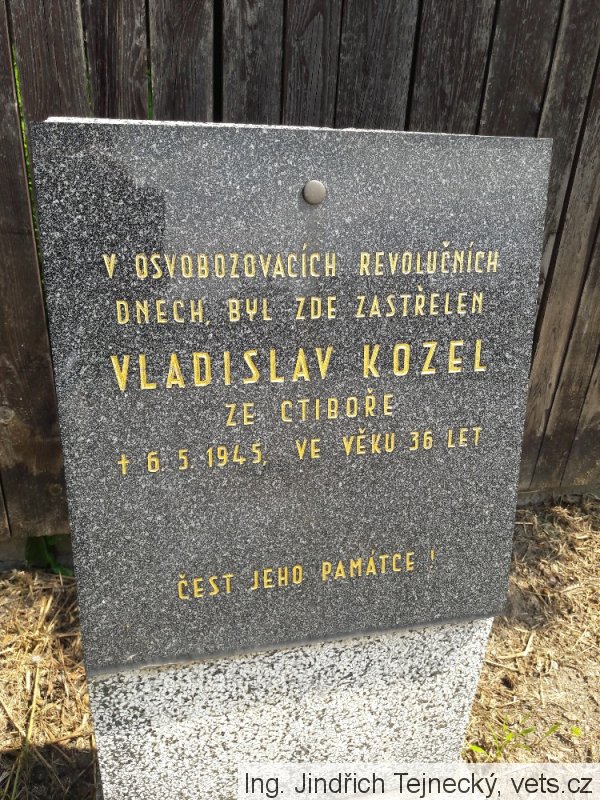 V OSVOBOZOVACÍCH REVOLUČNÍCH
DNECH, BYL ZDE ZASTŘELEN
VLADISLAV KOZEL
ZE CTIBOŘE
† 6. 5. 1945, VE VĚKU 36 LET
ČEST JEHO PAMÁTCE !
Ing. Jindřich Tejnecký, vets.cz